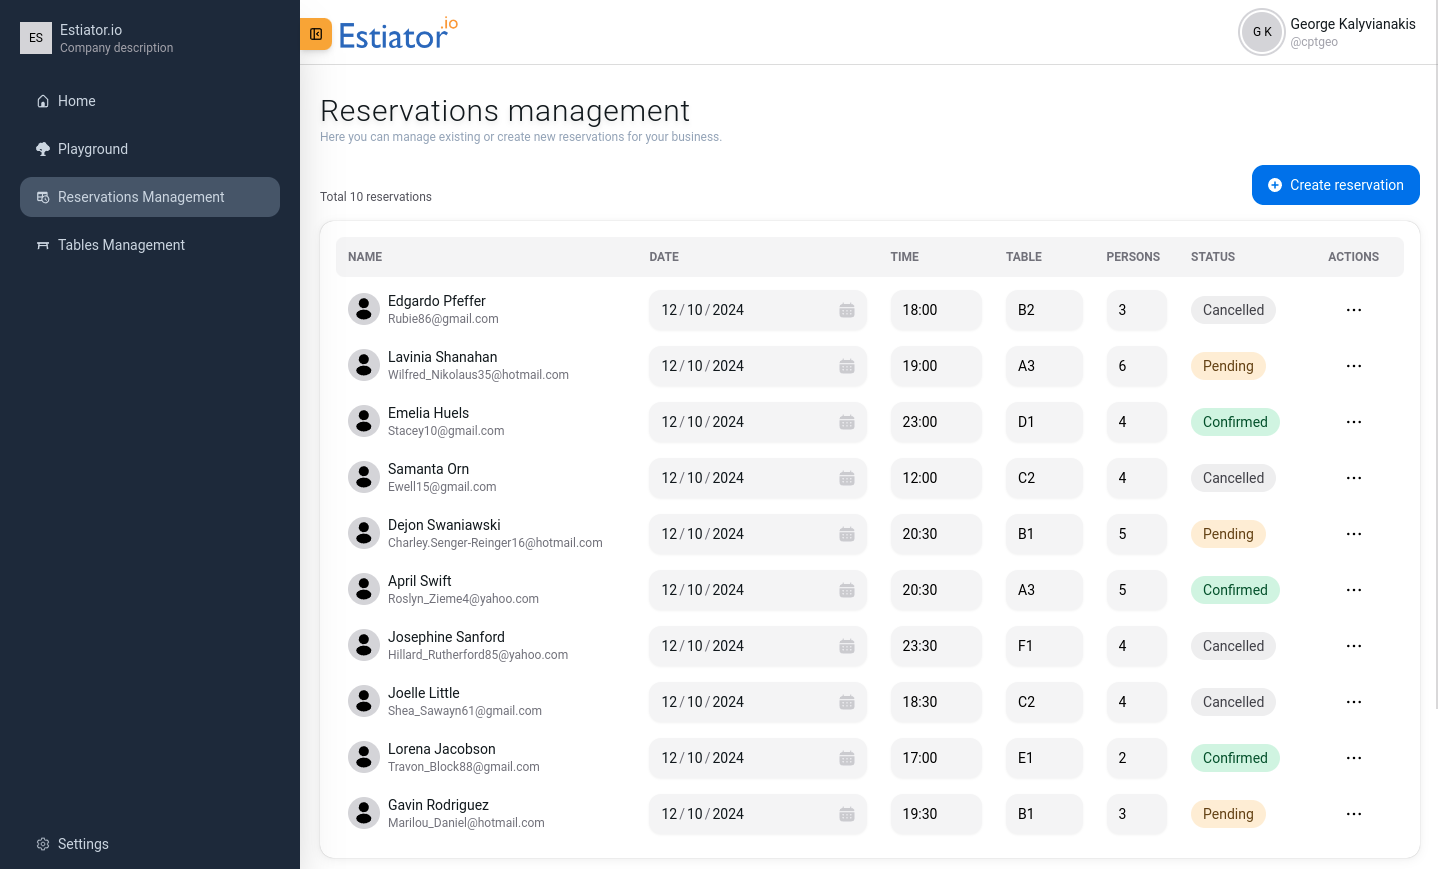 ES
Estiator.io
Company description
Home
Playground
Reservations Management
Tables Management
Settings
Estiator.io
G K
George Kalyvianakis
@cptgeo
Reservations management
Here you can manage existing or create new reservations for your business.
Total 10 reservations
Create reservation
NAME DATE TIME TABLE PERSONS STATUS ACTIONS
Edgardo Pfeffer
Rubie86@gmail.com
12/10/2024 18:00 B2 3 Cancelled
Lavinia Shanahan
Wilfred_Nikolaus35@hotmail.com
12/10/2024 19:00 A3 6 Pending
Emelia Huels
Stacey10@gmail.com
12/10/2024 23:00 D1 4 Confirmed
Samanta Orn
Ewell15@gmail.com
12/10/2024 12:00 C2 4 Cancelled
Dejon Swaniawski
Charley.Senger-Reinger16@hotmail.com
12/10/2024 20:30 B1 5 Pending
April Swift
Roslyn_Zieme4@yahoo.com
12/10/2024 20:30 A3 5 Confirmed
Josephine Sanford
Hillard_Rutherford85@yahoo.com
12/10/2024 23:30 F1 4 Cancelled
Joelle Little
Shea_Sawayn61@gmail.com
12/10/2024 18:30 C2 4 Cancelled
Lorena Jacobson
Travon_Block88@gmail.com
12/10/2024 17:00 E1 2 Confirmed
Gavin Rodriguez
Marilou_Daniel@hotmail.com
12/10/2024 19:30 B1 3 Pending